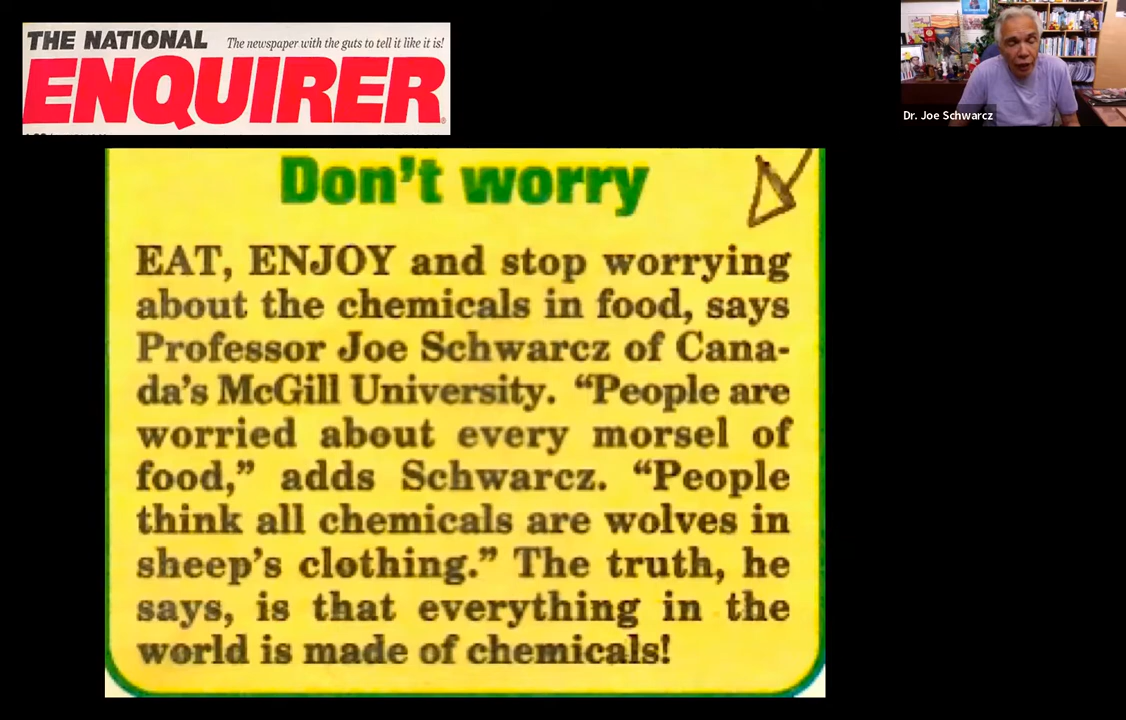 THE NATIONAL
The newspaper with the guts to tell it like it is!
ENQUIRER
Dr. Joe Schwarcz
Don't worry
EAT, ENJOY and stop worrying
about the chemicals in food, says
Professor Joe Schwarcz of Cana-
da's McGill University. “People are
worried about every morsel of
food,” adds Schwarcz. “People
think all chemicals are wolves in
sheep's clothing.” The truth, he
says, is that everything in the
world is made of chemicals!